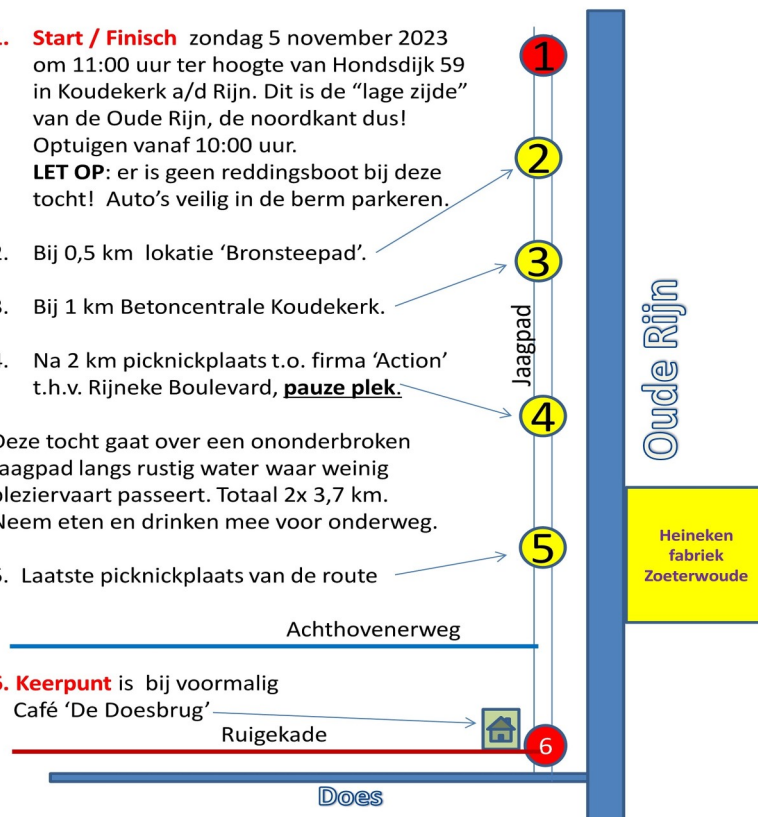 1. Start / Finisch zondag 5 november 2023
om 11:00 uur ter hoogte van Hondsdijk 59
in Koudekerk a/d Rijn. Dit is de “lage zijde”
van de Oude Rijn, de noordkant dus!
Optuigen vanaf 10:00 uur.
LET OP: er is geen reddingsboot bij deze
tocht! Auto’s veilig in de berm parkeren.
2. Bij 0,5 km lokatie ‘Bronsteepad’.
3. Bij 1 km Betoncentrale Koudekerk.
4. Na 2 km picknickplaats t.o. firma ‘Action’
t.h.v. Rijneke Boulevard, pauze plek.
Deze tocht gaat over een ononderbroken
jaagpad langs rustig water waar weinig
pleziervaart passeert. Totaal 2x 3,7 km.
Neem eten en drinken mee voor onderweg.
5. Laatste picknickplaats van de route
Achthovenerweg
6. Keerpunt is bij voormalig
Café ‘De Doesbrug’
Ruigekade
Does
1
2
3
Jaagpad
4
5
6
Oude Rijn
Heineken
fabriek
Zoeterwoude